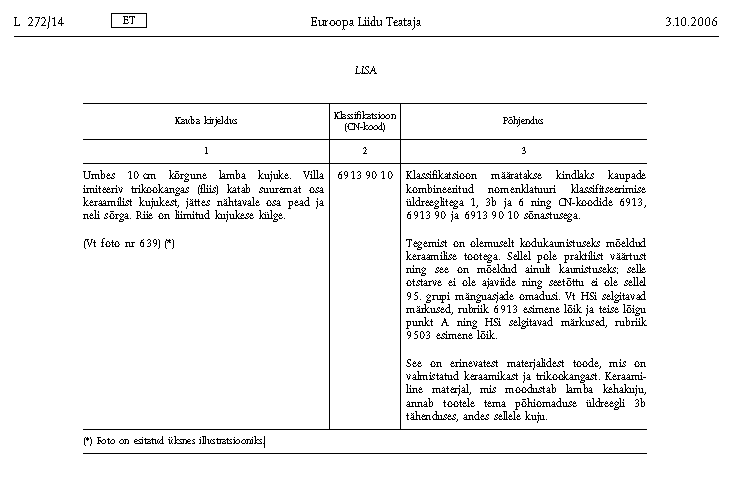 L 272/14
ET
Euroopa Liidu Teataja
3.10.2006
LISA
Kauba kirjeldus
Klassifikatsioon
(CN-kood)
Põhjendus
1
2
3
Umbes 10 cm kõrgune lamba kujuke. Villa
imiteeriv trikookangas (fliis) katab suuremat osa
keraamilist kujukest, jättes nähtavale osa pead ja
neli sõrga. Riie on liimitud kujukese külge.
(Vt foto nr 639) (*)
6913 90 10
Klassifikatsioon määratakse kindlaks kaupade
kombineeritud nomenklatuuri klassifitseerimise
üldreeglitega 1, 3b ja 6 ning CN-koodide 6913,
6913 90 ja 6913 90 10 sõnastusega.
Tegemist on olemuselt kodukaunistuseks mõeldud
keraamilise tootega. Sellel pole praktilist väärtust
ning see on mõeldud ainult kaunistuseks; selle
otstarve ei ole ajaviide ning seetõttu ei ole sellel
95. grupi mänguasjade omadusi. Vt HSi selgitavad
märkused, rubriik 6913 esimene lõik ja teise lõigu
punkt A ning HSi selgitavad märkused, rubriik
9503 esimene lõik.
See on erinevatest materjalidest toode, mis on
valmistatud keraamikast ja trikookangast. Keraami-
line materjal, mis moodustab lamba kehakuju,
annab tootele tema põhiomaduse üldreegli 3b
tähenduses, andes sellele kuju.
(*) Foto on esitatud üksnes illustratsiooniks.